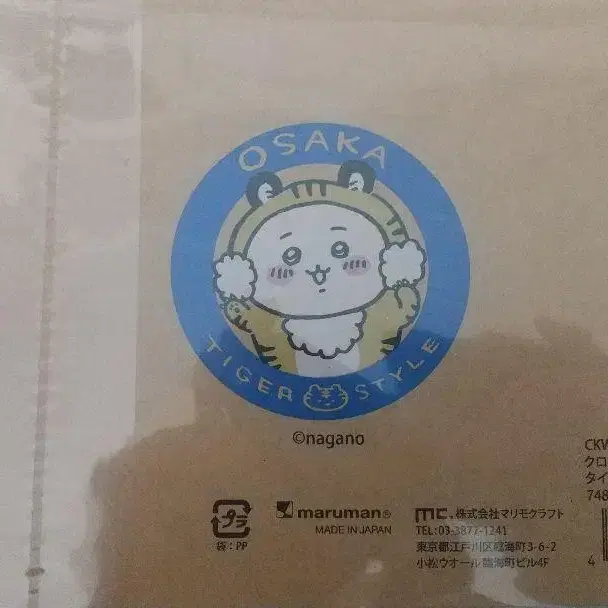 OSAKA
TIGER STYLE
©nagano
CKW
クロ
タイ
748
プラ
袋：PP
maruman®
MADE IN JAPAN
mc.株式会社マリモクラフト
TEL：03-3877-1241
東京都江戸川区臨海町3-6-2
小松ウオール臨海町ビル4F
4